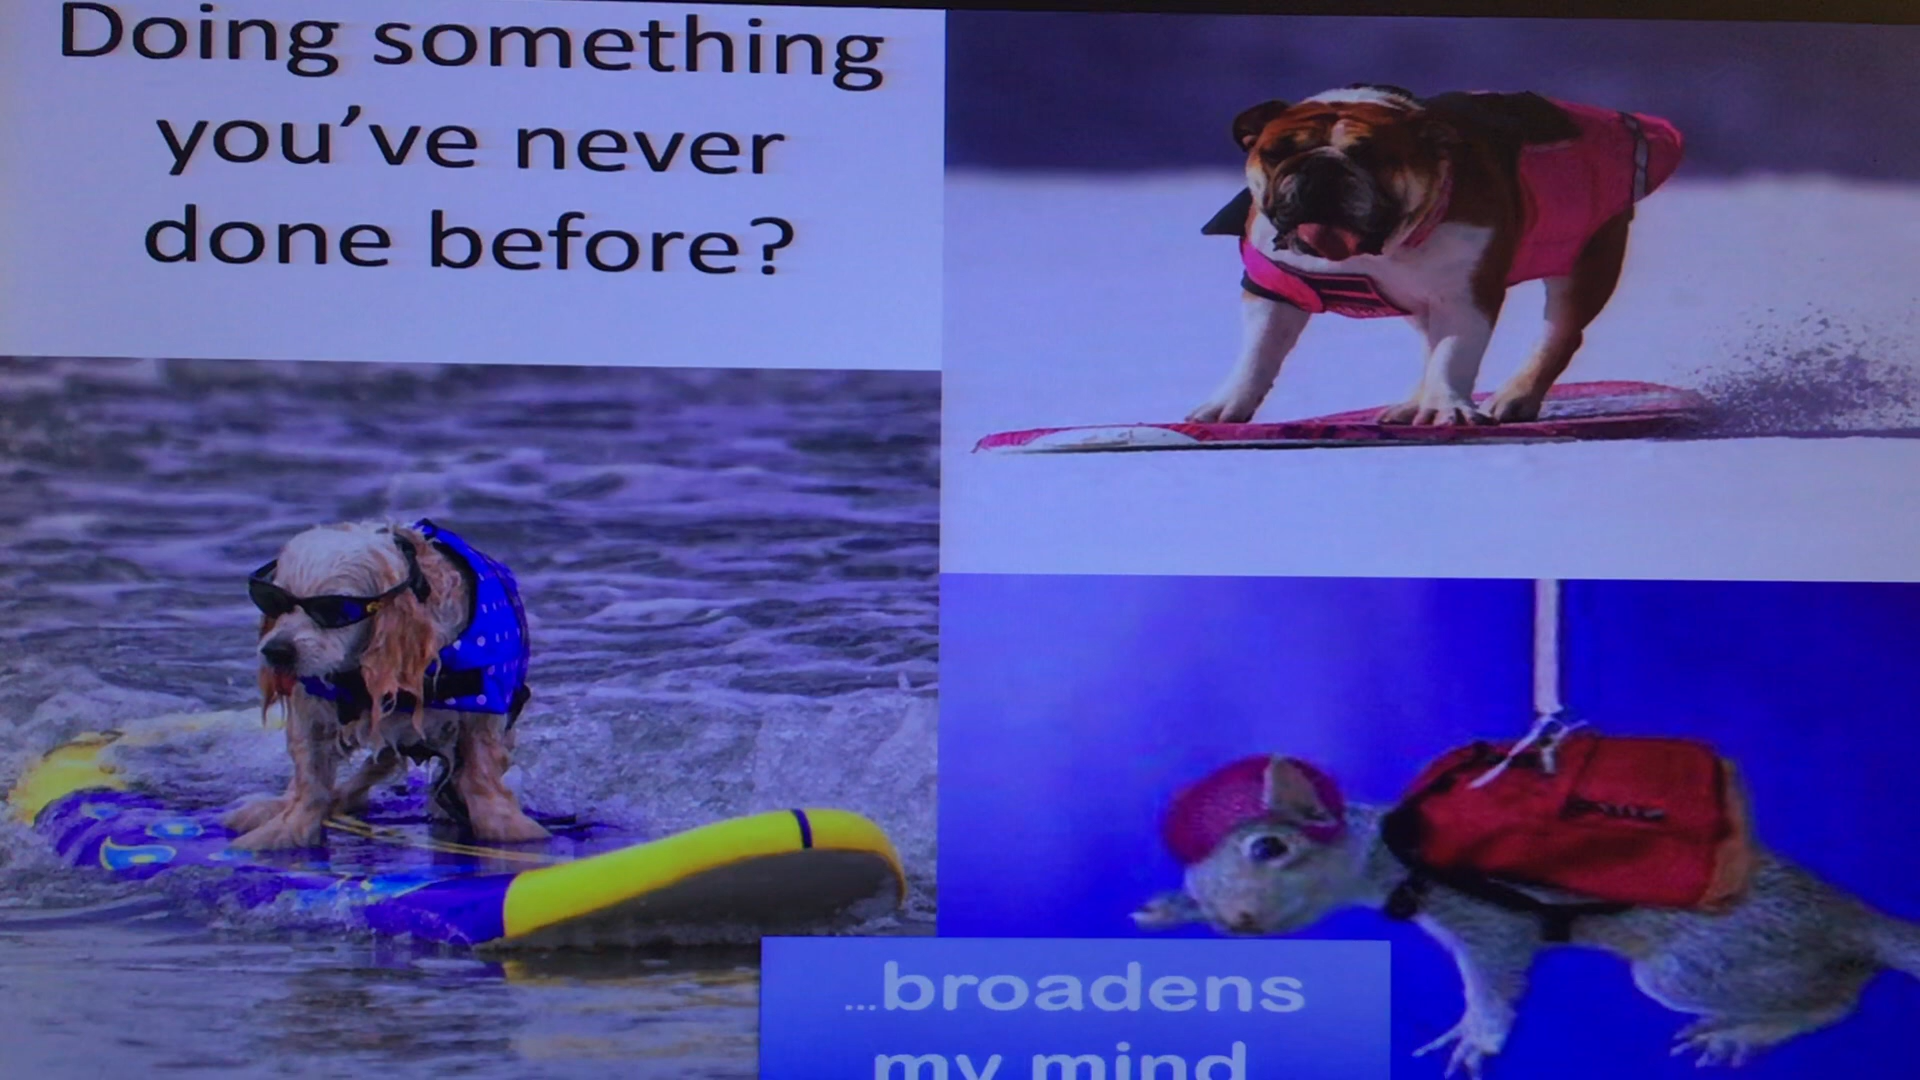 Doing something
you've never
done before?
...broadens
my mind